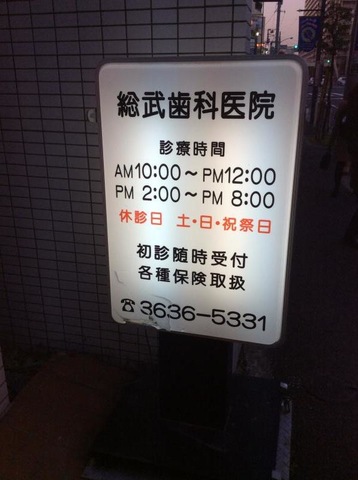 総武歯科医院
診療時間
AM10:00〜PM12:00
PM 2:00〜PM 8:00
休診日 土・日・祝祭日
初診随時受付
各種保険取扱
☎3636-5331